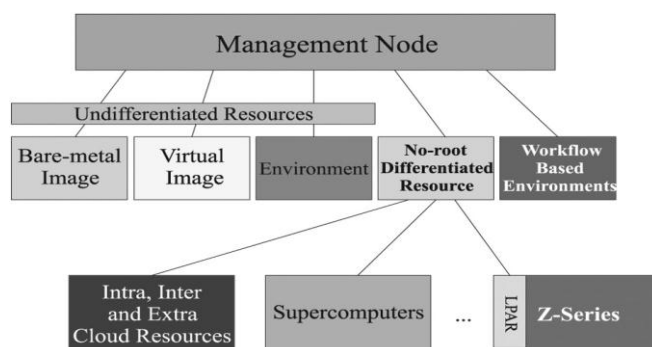 Management Node
Undifferentiated Resources
Bare-metal
Image
Virtual
Image
Environment
No-root
Differentiated
Resource
Workflow
Based
Environments
Intra, Inter
and Extra
Cloud Resources
Supercomputers
...
LPAR
Z-Series